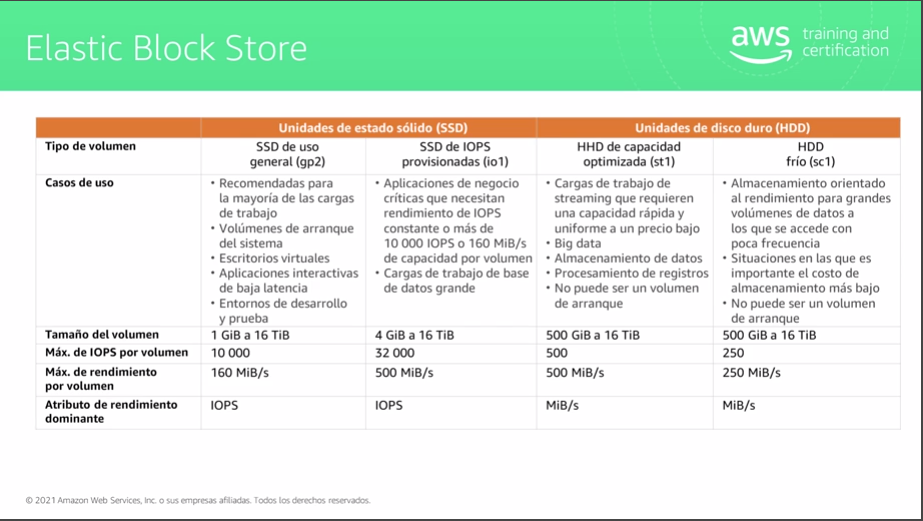 Elastic Block Store
aws training and
certification
Unidades de estado sólido (SSD)
Unidades de disco duro (HDD)
Tipo de volumen
SSD de uso
general (gp2)
SSD de IOPS
provisionadas (io1)
HHD de capacidad
optimizada (st1)
HDD
frío (sc1)
Casos de uso
• Recomendadas para
la mayoría de las cargas
de trabajo
• Volúmenes de arranque
del sistema
• Escritorios virtuales
• Aplicaciones interactivas
de baja latencia
• Entornos de desarrollo
y prueba
• Aplicaciones de negocio
críticas que necesitan
rendimiento de IOPS
constante o más de
10 000 IOPS o 160 MiB/s
de capacidad por volumen
• Cargas de trabajo de base
de datos grande
• Cargas de trabajo de
streaming que requieren
una capacidad rápida y
uniforme a un precio bajo
• Big data
• Almacenamiento de datos
• Procesamiento de registros
• No puede ser un volumen
de arranque
• Almacenamiento orientado
al rendimiento para grandes
volúmenes de datos a
los que se accede con
poca frecuencia
• Situaciones en las que es
importante el costo de
almacenamiento más bajo
• No puede ser un volumen
de arranque
Tamaño del volumen
1 GiB a 16 TiB
4 GiB a 16 TiB
500 GiB a 16 TiB
500 GiB a 16 TiB
Máx. de IOPS por volumen
10 000
32 000
500
250
Máx. de rendimiento
por volumen
160 MiB/s
500 MiB/s
500 MiB/s
250 MiB/s
Atributo de rendimiento
dominante
IOPS
IOPS
MiB/s
MiB/s
© 2021 Amazon Web Services, Inc. o sus empresas afiliadas. Todos los derechos reservados.